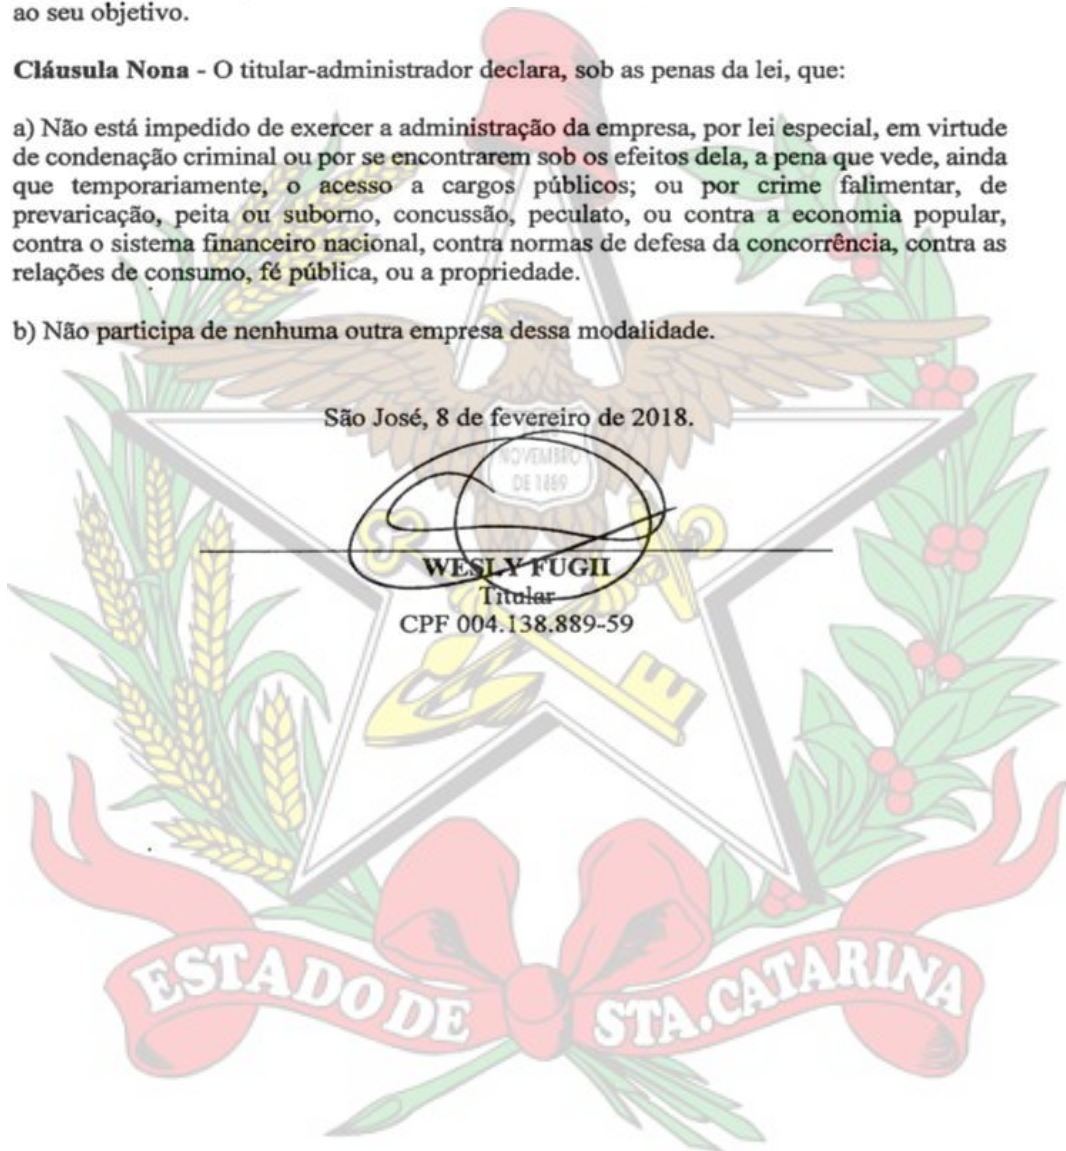 ao seu objetivo.
Cláusula Nona - O titular-administrador declara, sob as penas da lei, que:
a) Não está impedido de exercer a administração da empresa, por lei especial, em virtude
de condenação criminal ou por se encontrarem sob os efeitos dela, a pena que vede, ainda
que temporariamente, o acesso a cargos públicos; ou por crime falimentar, de
prevaricação, peita ou suborno, concussão, peculato, ou contra a economia popular,
contra o sistema financeiro nacional, contra normas de defesa da concorrência, contra as
relações de consumo, fé pública, ou a propriedade.
b) Não participa de nenhuma outra empresa dessa modalidade.
São José, 8 de fevereiro de 2018.
NOVEMBRO
DE 1889
WESLY FUGII
Titular
CPF 004.138.889-59
ESTADO DE STA.CATARINA